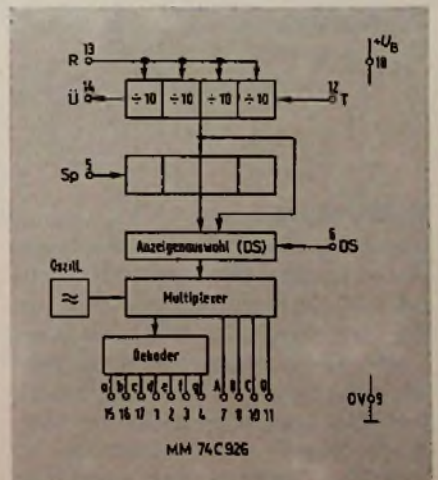 R 13
+U_B
18
Ü 14
÷10 ÷10 ÷10 ÷10
12 T
Sp 5
Anzeigenauswahl (DS)
6 DS
Oszill.
≈
Multiplexer
Dekoder
a b c d e f g A B C D
15 16 17 1 2 3 4 7 8 10 11
0V 9
MM 74C926